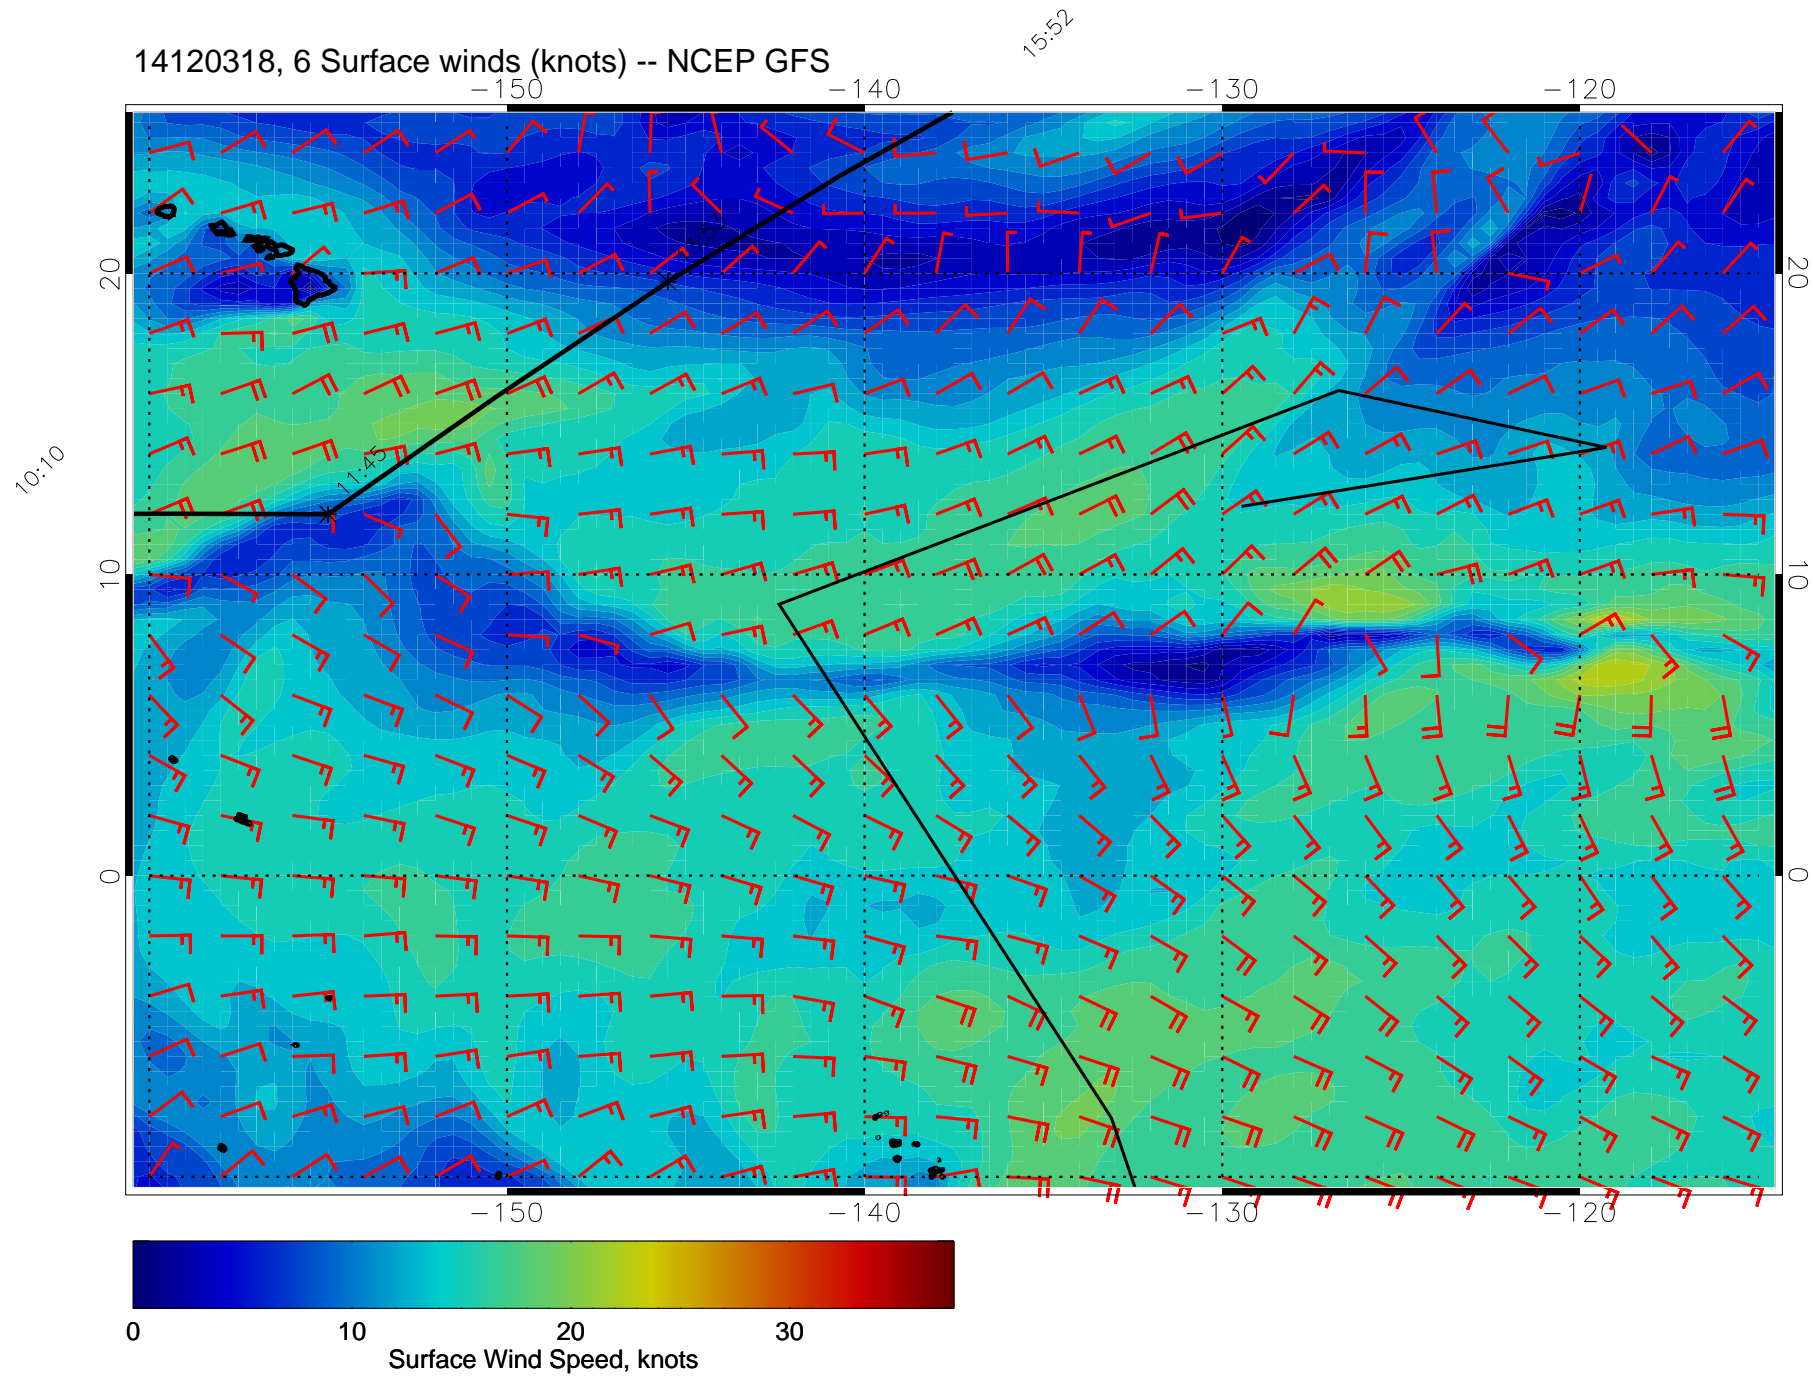 15:52
14120318, 6 Surface winds (knots) -- NCEP GFS
-150 -140 -130 -120
20 20
11:45
10:10
10 10
0 0
-150 -140 -130 -120
0 10 20 30
Surface Wind Speed, knots